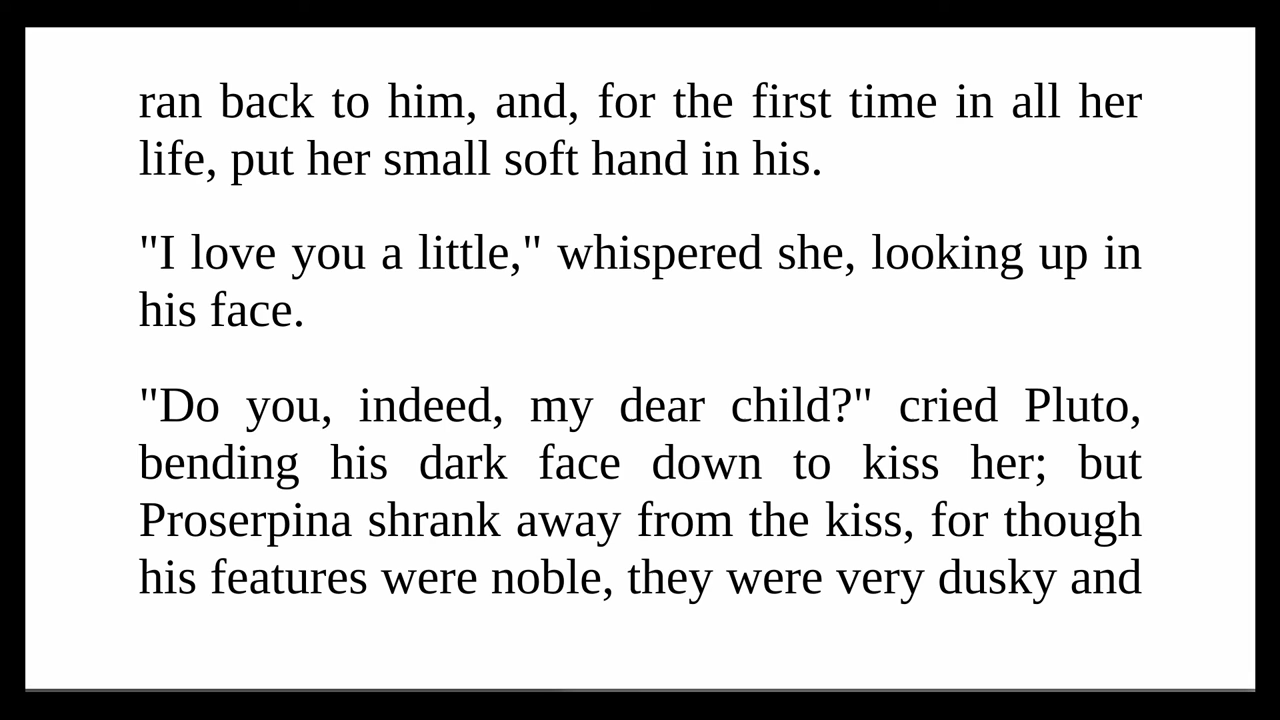 ran back to him, and, for the first time in all her
life, put her small soft hand in his.
"I love you a little," whispered she, looking up in
his face.
"Do you, indeed, my dear child?" cried Pluto,
bending his dark face down to kiss her; but
Proserpina shrank away from the kiss, for though
his features were noble, they were very dusky and